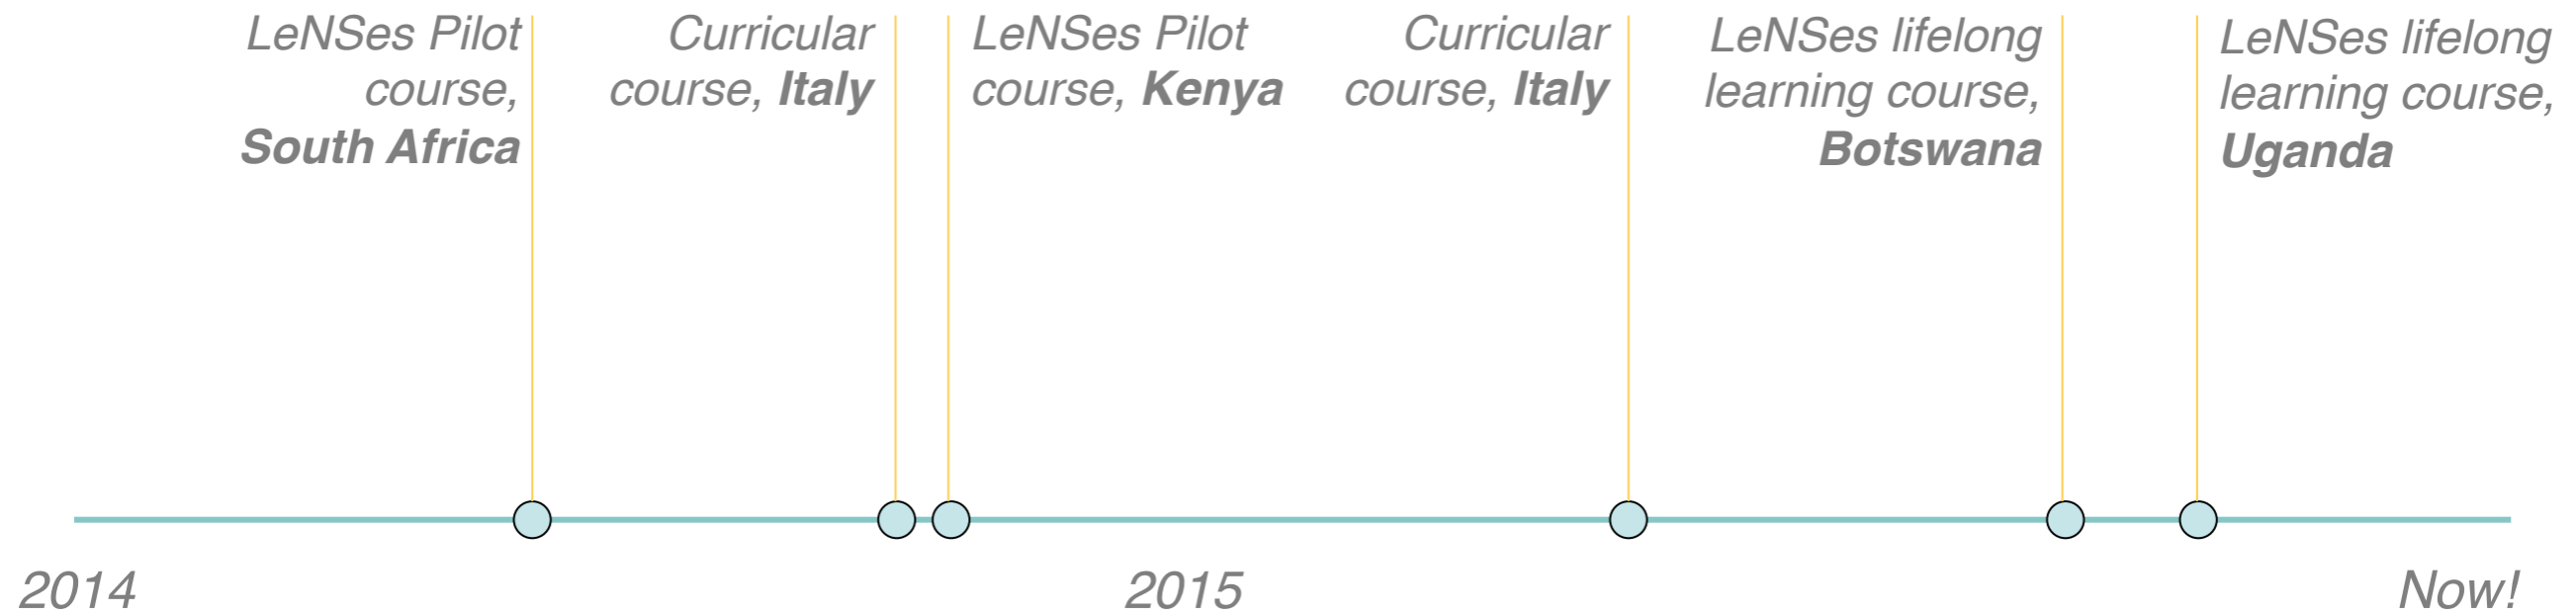 LeNSes Pilot
course,
South Africa
Curricular
course, Italy
LeNSes Pilot
course, Kenya
Curricular
course, Italy
LeNSes lifelong
learning course,
Botswana
LeNSes lifelong
learning course,
Uganda
2014
2015
Now!